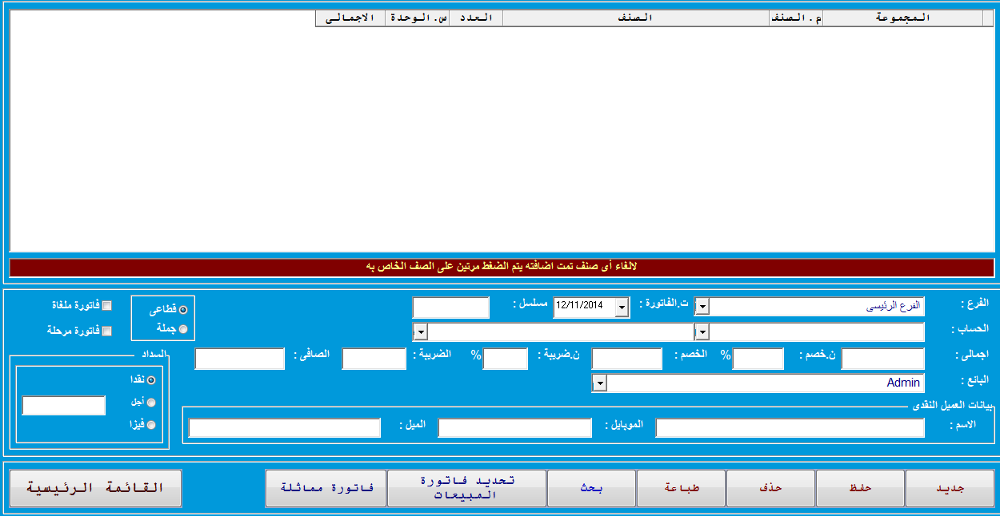 المجموعة م.الصنف الصنف العدد س.الوحدة الاجمالى
لالغاء أى صنف تمت اضافته يتم الضغط مرتين على الصف الخاص به
الفرع : الفرع الرئيسى ت.الفاتورة : 12/11/2014 مسلسل :
قطاعى
جملة
فاتورة ملغاة
فاتورة مرحلة
الحساب :
اجمالى : ن.خصم : % الخصم : ن.ضريبة : % الضريبة : الصافى :
البائع : Admin
السداد
نقدا
أجل
فيزا
بيانات العميل النقدى
الاسم : الموبايل : الميل :
جديد حفظ حذف طباعة بحث
تحديد فاتورة
المبيعات
فاتورة مماثلة
القائمة الرئيسية